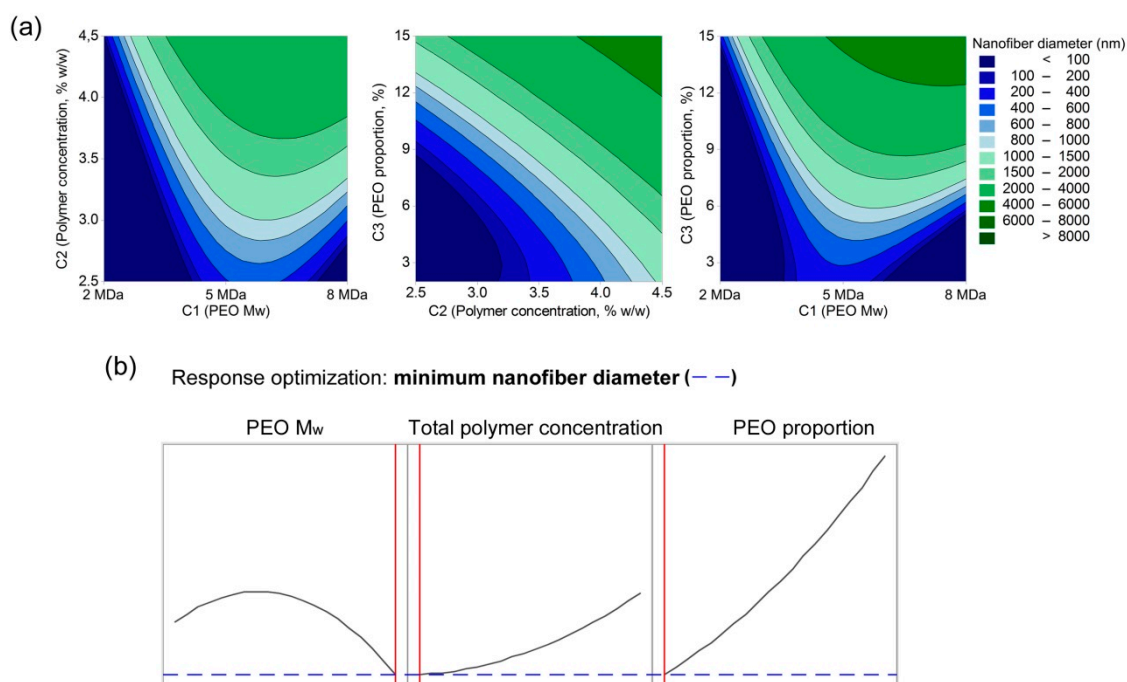 (a)
4,5
4.0
3.5
3.0
2.5
C2 (Polymer concentration, % w/w)
2 MDa
5 MDa
8 MDa
C1 (PEO Mw)
15
12
9
6
3
C3 (PEO proportion, %)
2.5
3.0
3.5
4.0
4.5
C2 (Polymer concentration, % w/w)
15
12
9
6
3
C3 (PEO proportion, %)
2 MDa
5 MDa
8 MDa
C1 (PEO Mw)
Nanofiber diameter (nm)
< 100
100 – 200
200 – 400
400 – 600
600 – 800
800 – 1000
1000 – 1500
1500 – 2000
2000 – 4000
4000 – 6000
6000 – 8000
> 8000
(b)
Response optimization: minimum nanofiber diameter (– –)
PEO Mw
Total polymer concentration
PEO proportion